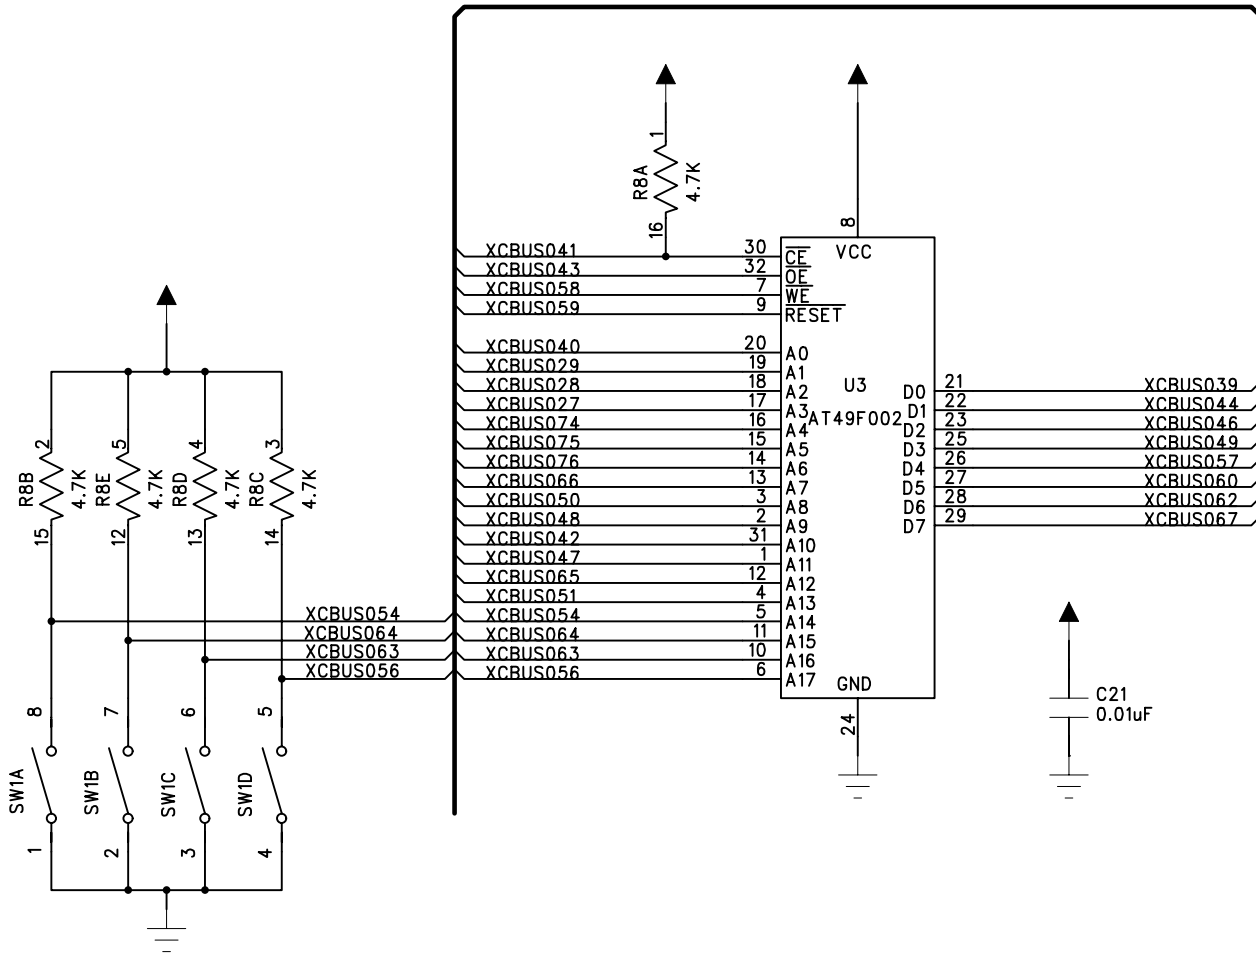 1
R8A
4.7K
16
8
XCBUS041
30
CE
VCC
XCBUS043
32
OE
XCBUS058
7
WE
XCBUS059
9
RESET
XCBUS040
20
A0
XCBUS029
19
A1
XCBUS028
18
A2
XCBUS027
17
A3
XCBUS074
16
A4
XCBUS075
15
A5
XCBUS076
14
A6
XCBUS066
13
A7
XCBUS050
3
A8
XCBUS048
2
A9
XCBUS042
31
A10
XCBUS047
1
A11
XCBUS065
12
A12
XCBUS051
4
A13
XCBUS054
5
A14
XCBUS064
11
A15
XCBUS063
10
A16
XCBUS056
6
A17
U3
AT49F002
GND
24
D0
21
XCBUS039
D1
22
XCBUS044
D2
23
XCBUS046
D3
25
XCBUS049
D4
26
XCBUS057
D5
27
XCBUS060
D6
28
XCBUS062
D7
29
XCBUS067
2
R8B
4.7K
15
5
R8E
4.7K
12
4
R8D
4.7K
13
3
R8C
4.7K
14
XCBUS054
XCBUS064
XCBUS063
XCBUS056
8
SW1A
1
7
SW1B
2
6
SW1C
3
5
SW1D
4
C21
0.01uF